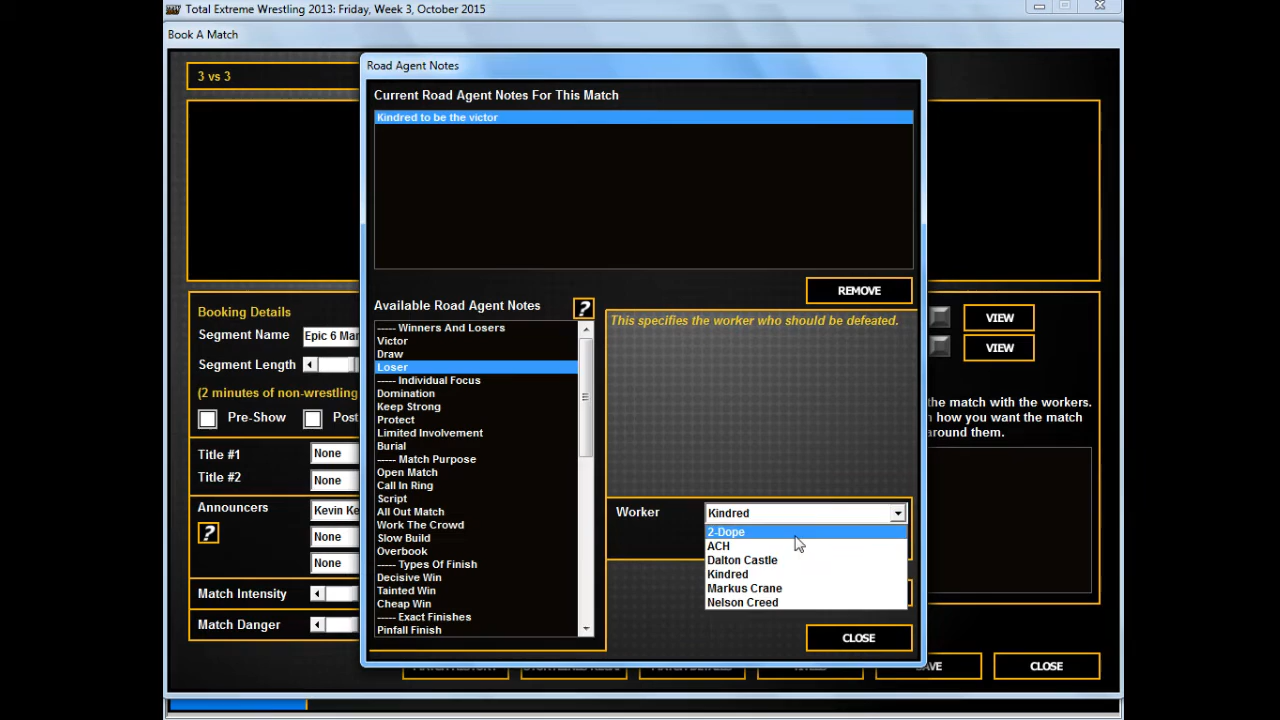 Total Extreme Wrestling 2013: Friday, Week 3, October 2015
Book A Match
Road Agent Notes
3 vs 3
Current Road Agent Notes For This Match
Kindred to be the victor
REMOVE
Booking Details
Segment Name
Epic 6 Man
Segment Length
(2 minutes of non-wrestling
Pre-Show
Post
Title #1
None
Title #2
None
Announcers
Kevin Ke
?
None
None
Match Intensity
Match Danger
Available Road Agent Notes
?
----- Winners And Losers
Victor
Draw
Loser
----- Individual Focus
Domination
Keep Strong
Protect
Limited Involvement
Burial
----- Match Purpose
Open Match
Call In Ring
Script
All Out Match
Work The Crowd
Slow Build
Overbook
----- Types Of Finish
Decisive Win
Tainted Win
Cheap Win
----- Exact Finishes
Pinfall Finish
This specifies the worker who should be defeated.
Worker
Kindred
2-Dope
ACH
Dalton Castle
Kindred
Markus Crane
Nelson Creed
CLOSE
VIEW
VIEW
the match with the workers.
how you want the match
around them.
CLOSE